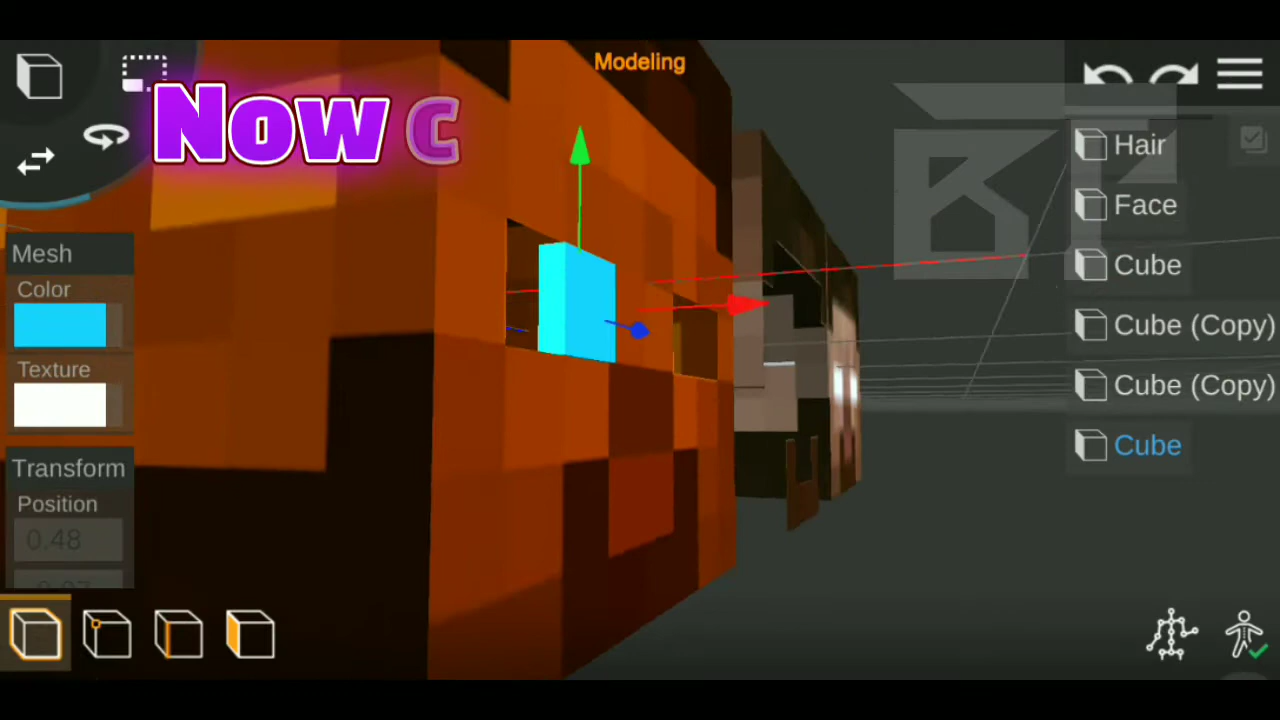 Modeling
Now c
Hair
Face
Cube
Cube (Copy)
Cube (Copy)
Cube
Mesh
Color
Texture
Transform
Position
0.48